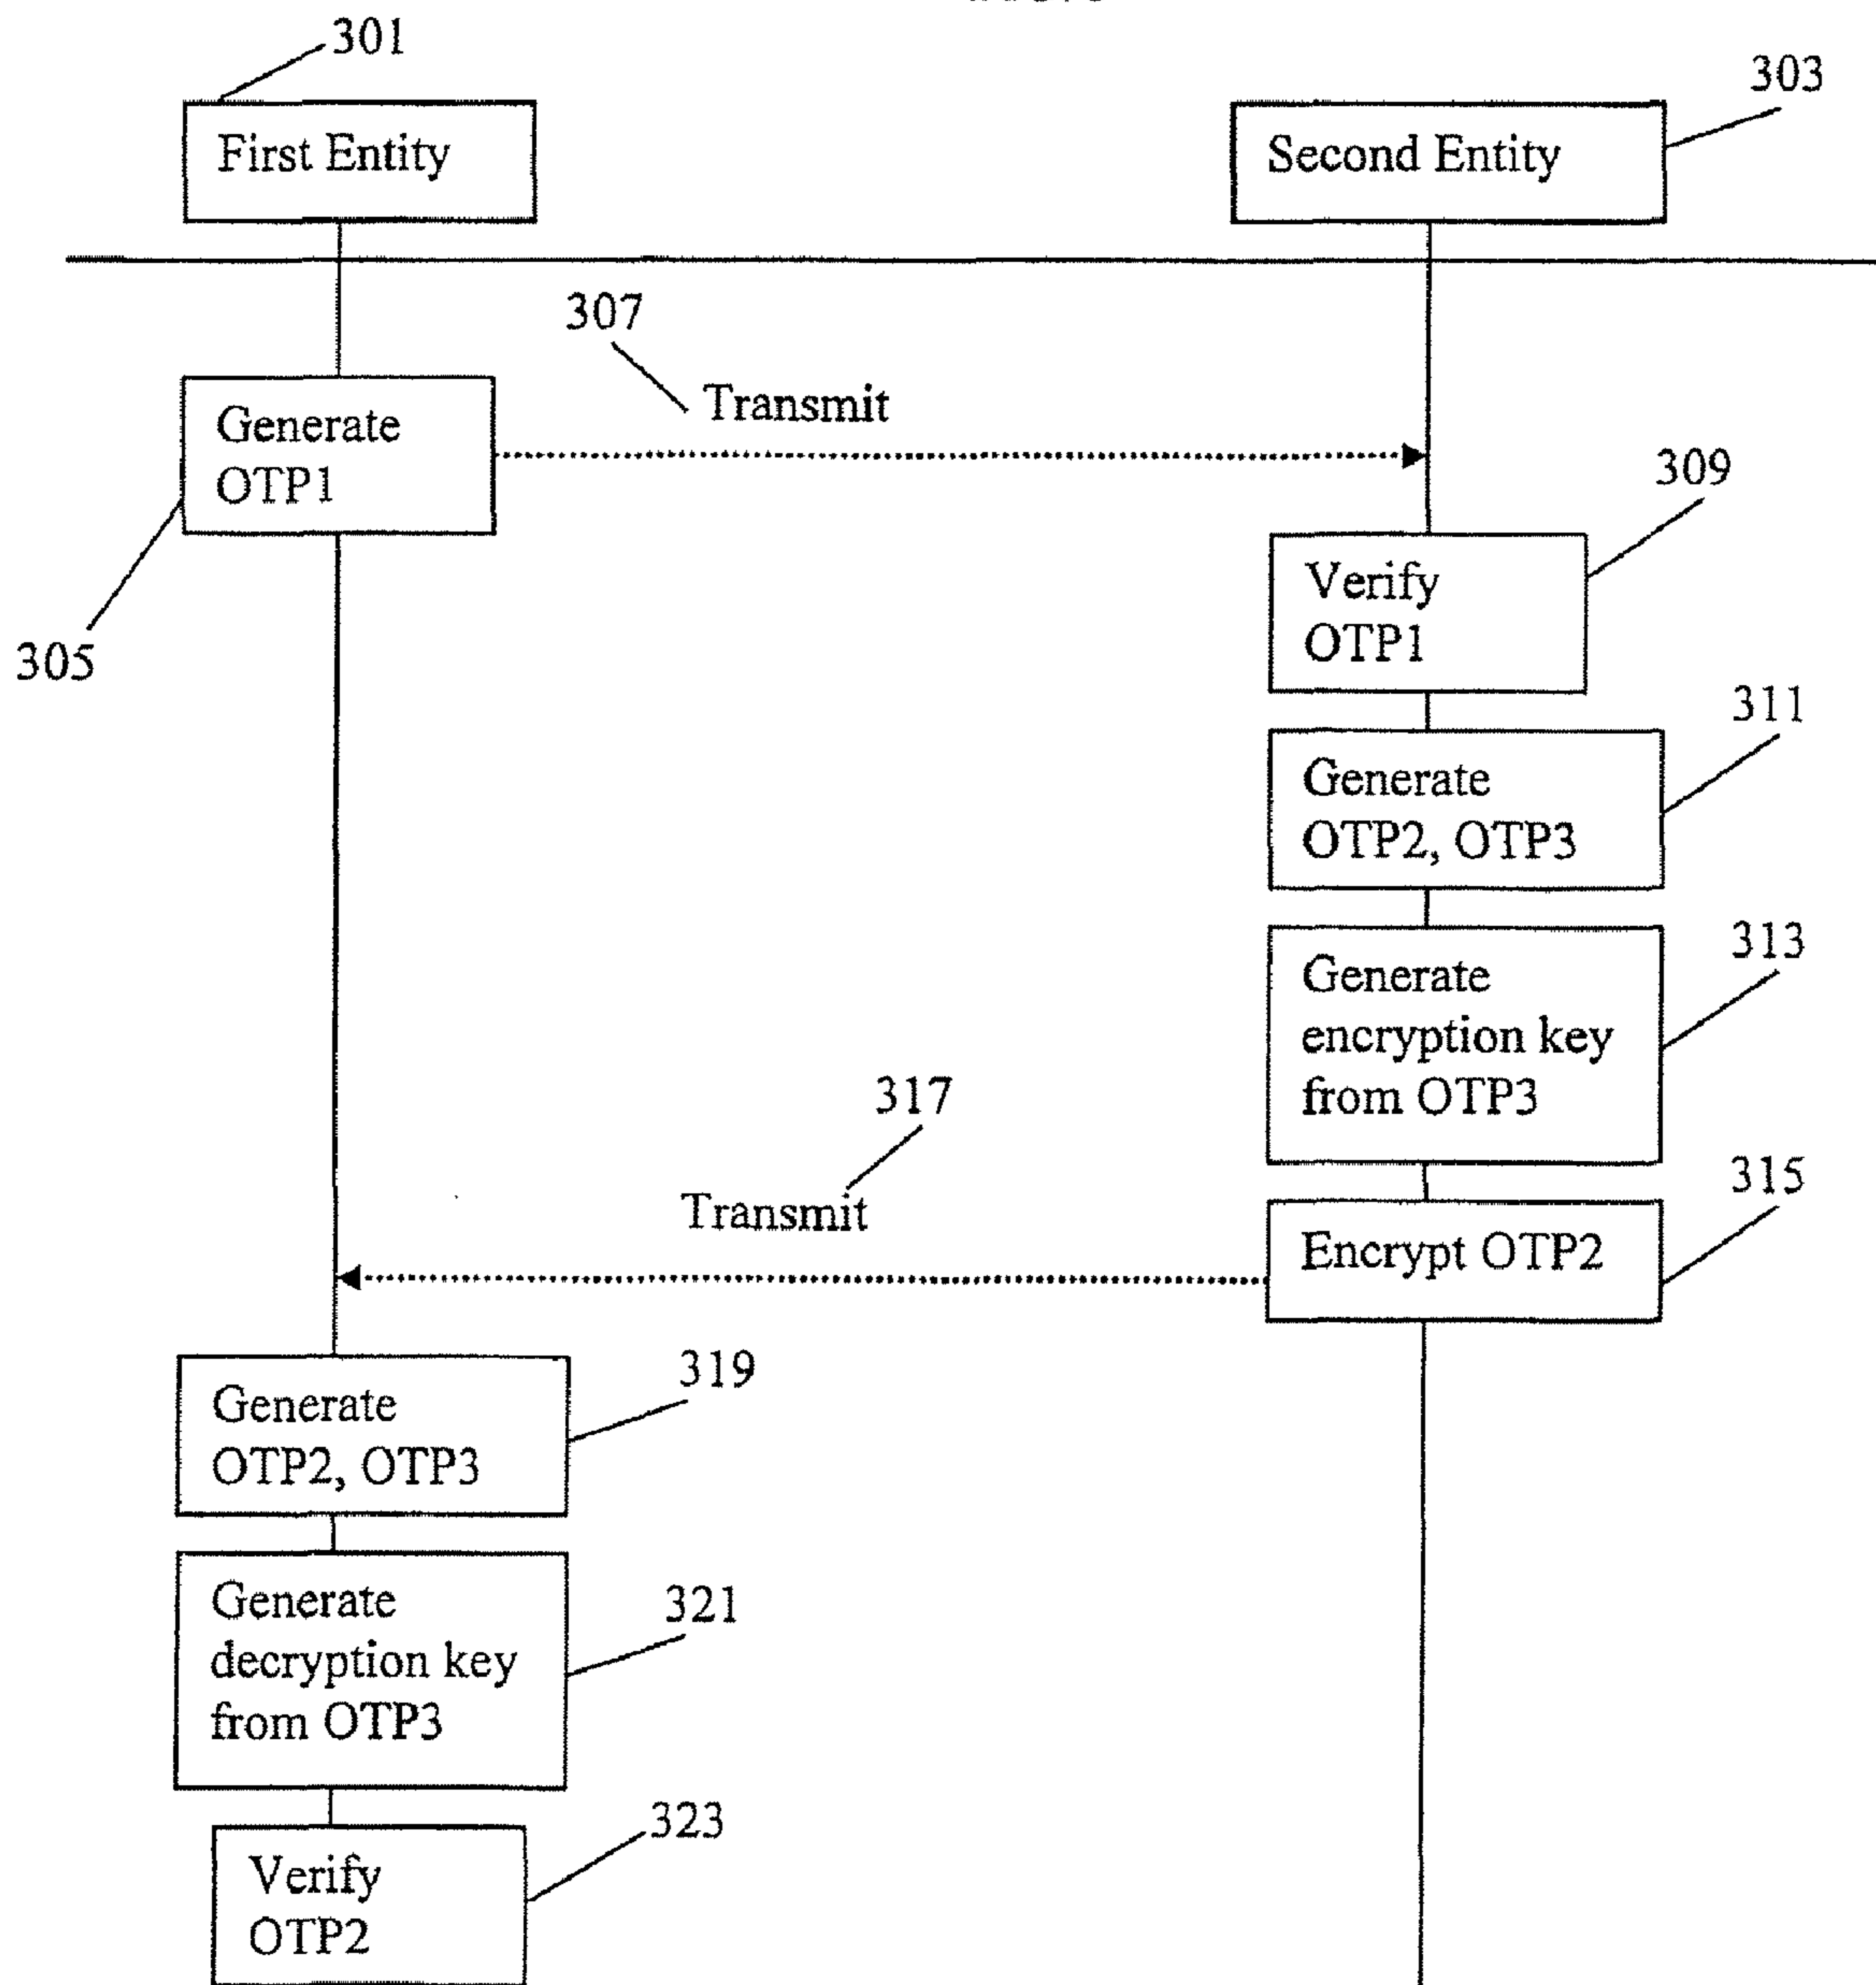 301
303
First Entity
Second Entity
307
Transmit
Generate
OTP1
309
Verify
OTP1
305
311
Generate
OTP2, OTP3
313
Generate
encryption key
from OTP3
317
Transmit
315
Encrypt OTP2
319
Generate
OTP2, OTP3
321
Generate
decryption key
from OTP3
323
Verify
OTP2